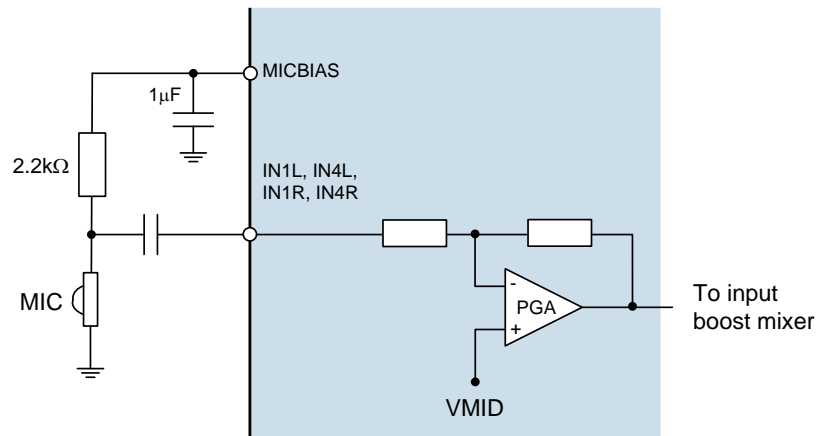 MICBIAS
1μF
2.2kΩ
IN1L, IN4L,
IN1R, IN4R
MIC
-
PGA
+
To input
boost mixer
VMID